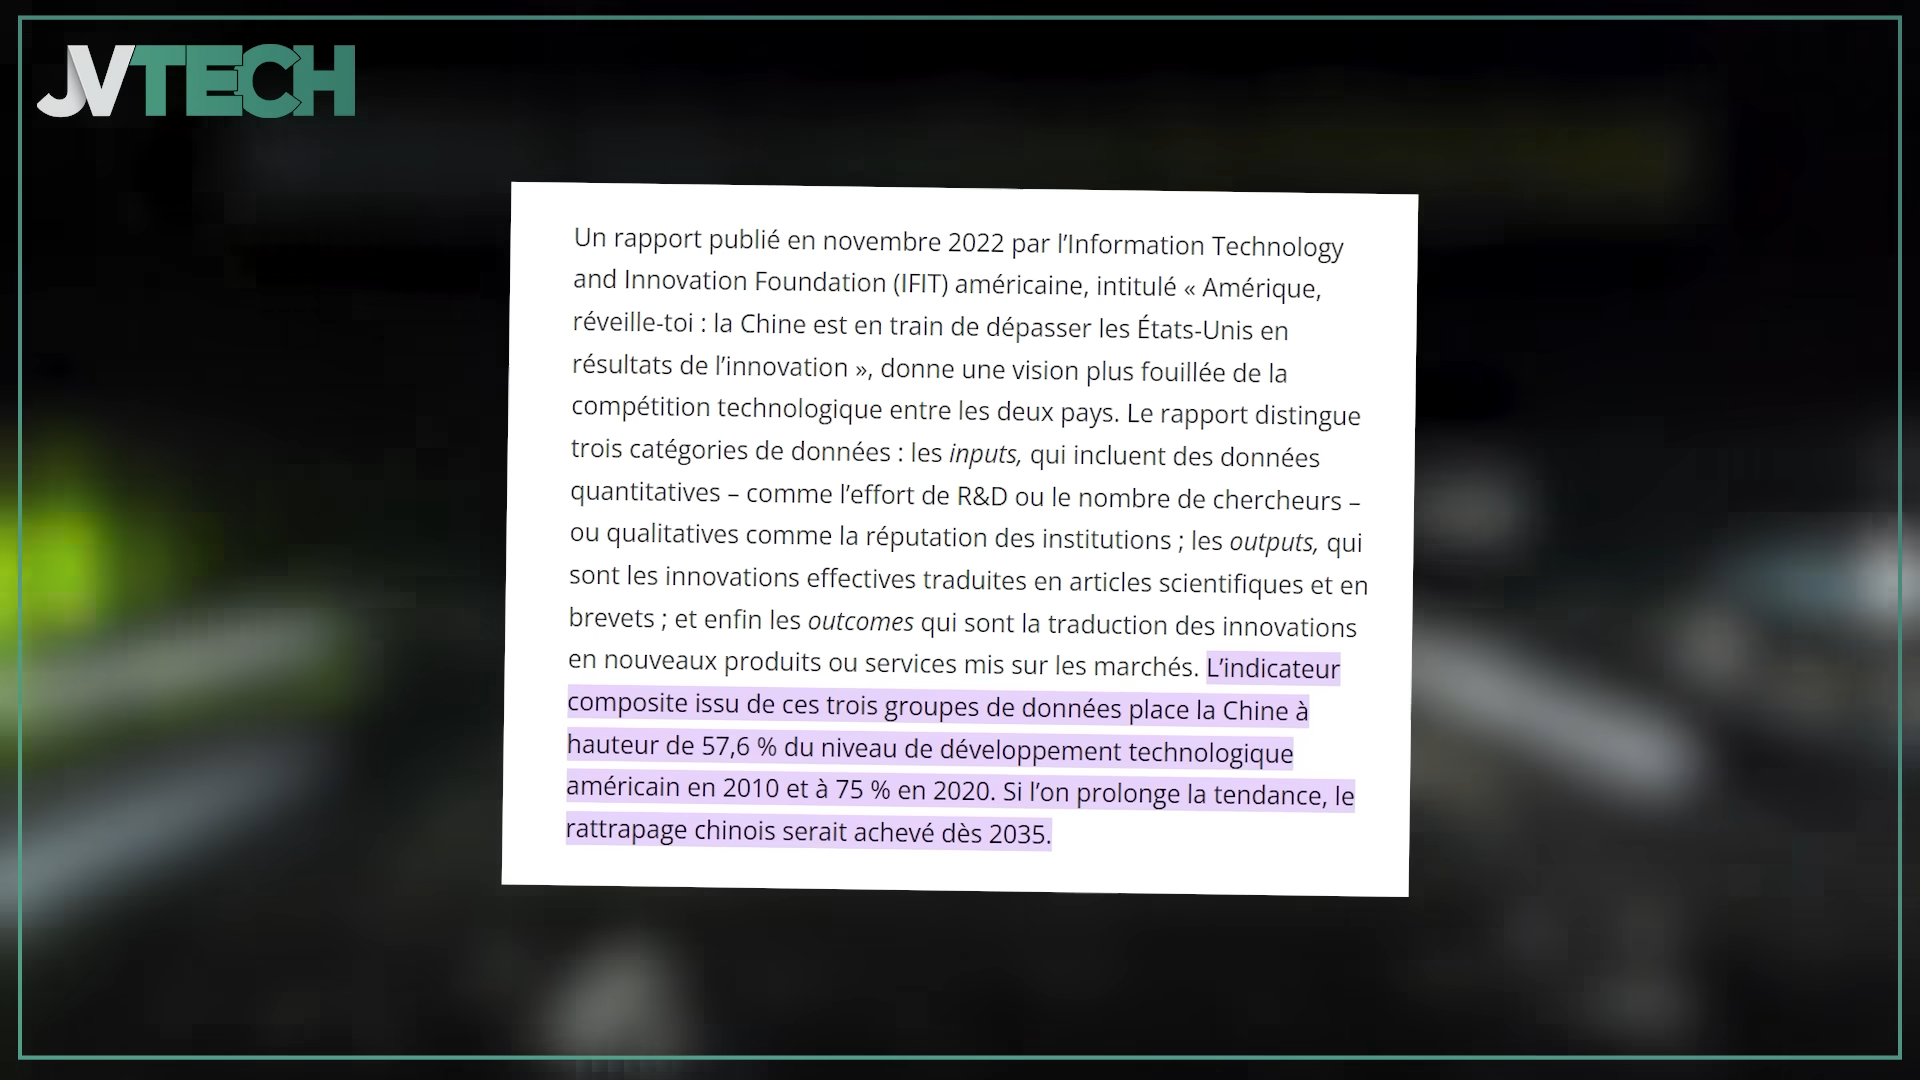 JVTECH
Un rapport publié en novembre 2022 par l’Information Technology
and Innovation Foundation (IFIT) américaine, intitulé « Amérique,
réveille-toi : la Chine est en train de dépasser les États-Unis en
résultats de l’innovation », donne une vision plus fouillée de la
compétition technologique entre les deux pays. Le rapport distingue
trois catégories de données : les inputs, qui incluent des données
quantitatives – comme l’effort de R&D ou le nombre de chercheurs –
ou qualitatives comme la réputation des institutions ; les outputs, qui
sont les innovations effectives traduites en articles scientifiques et en
brevets ; et enfin les outcomes qui sont la traduction des innovations
en nouveaux produits ou services mis sur les marchés. L’indicateur
composite issu de ces trois groupes de données place la Chine à
hauteur de 57,6 % du niveau de développement technologique
américain en 2010 et à 75 % en 2020. Si l’on prolonge la tendance, le
rattrapage chinois serait achevé dès 2035.